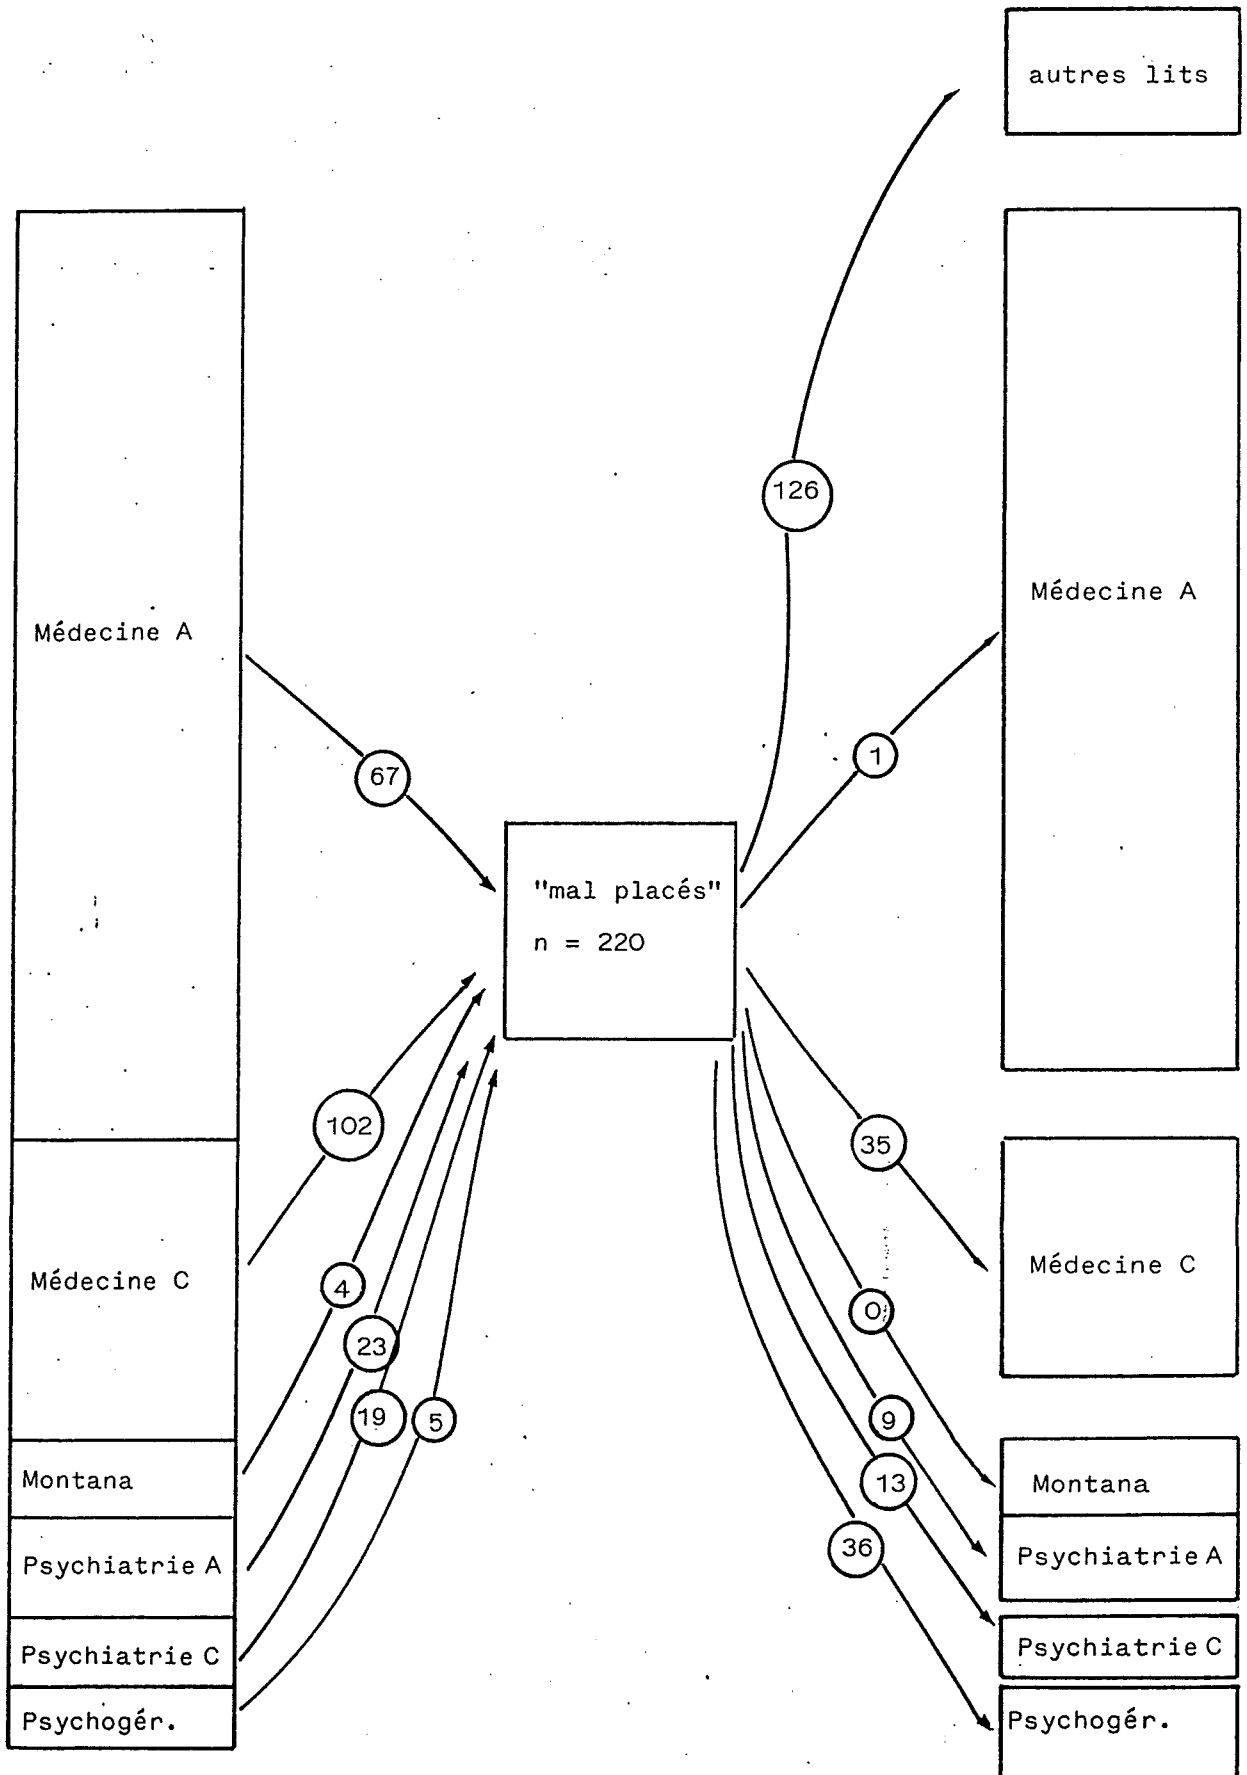 autres lits
126
Médecine A
Médecine A
67
1
"mal placés"
n = 220
102
35
Médecine C
Médecine C
4
0
23
19
5
9
13
36
Montana
Montana
Psychiatrie A
Psychiatrie A
Psychiatrie C
Psychiatrie C
Psychogér.
Psychogér.